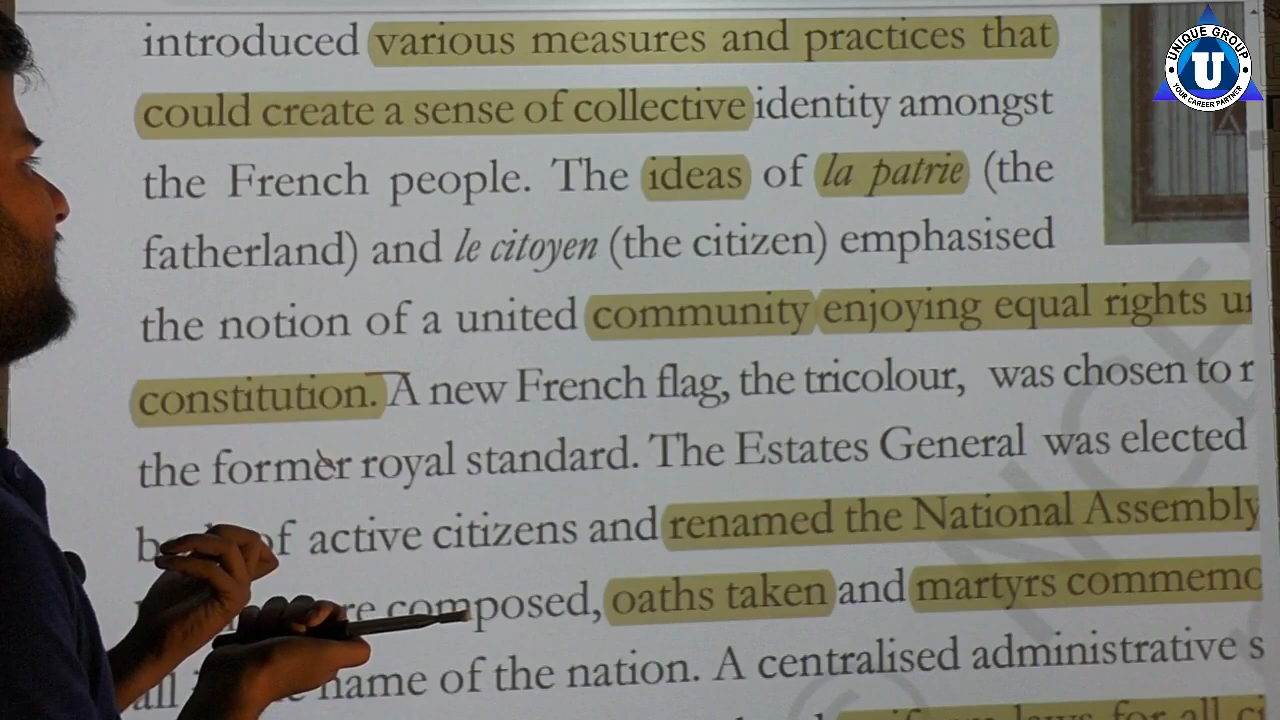 introduced various measures and practices that
could create a sense of collective identity amongst
the French people. The ideas of la patrie (the
fatherland) and le citoyen (the citizen) emphasised
the notion of a united community enjoying equal rights
constitution. A new French flag, the tricolour, was chosen to
the former royal standard. The Estates General was elected
of active citizens and renamed the National Assembly
composed, oaths taken and martyrs
all name of the nation. A centralised administrative
for all
UNIQUE GROUP
U
YOUR CAREER PARTNER